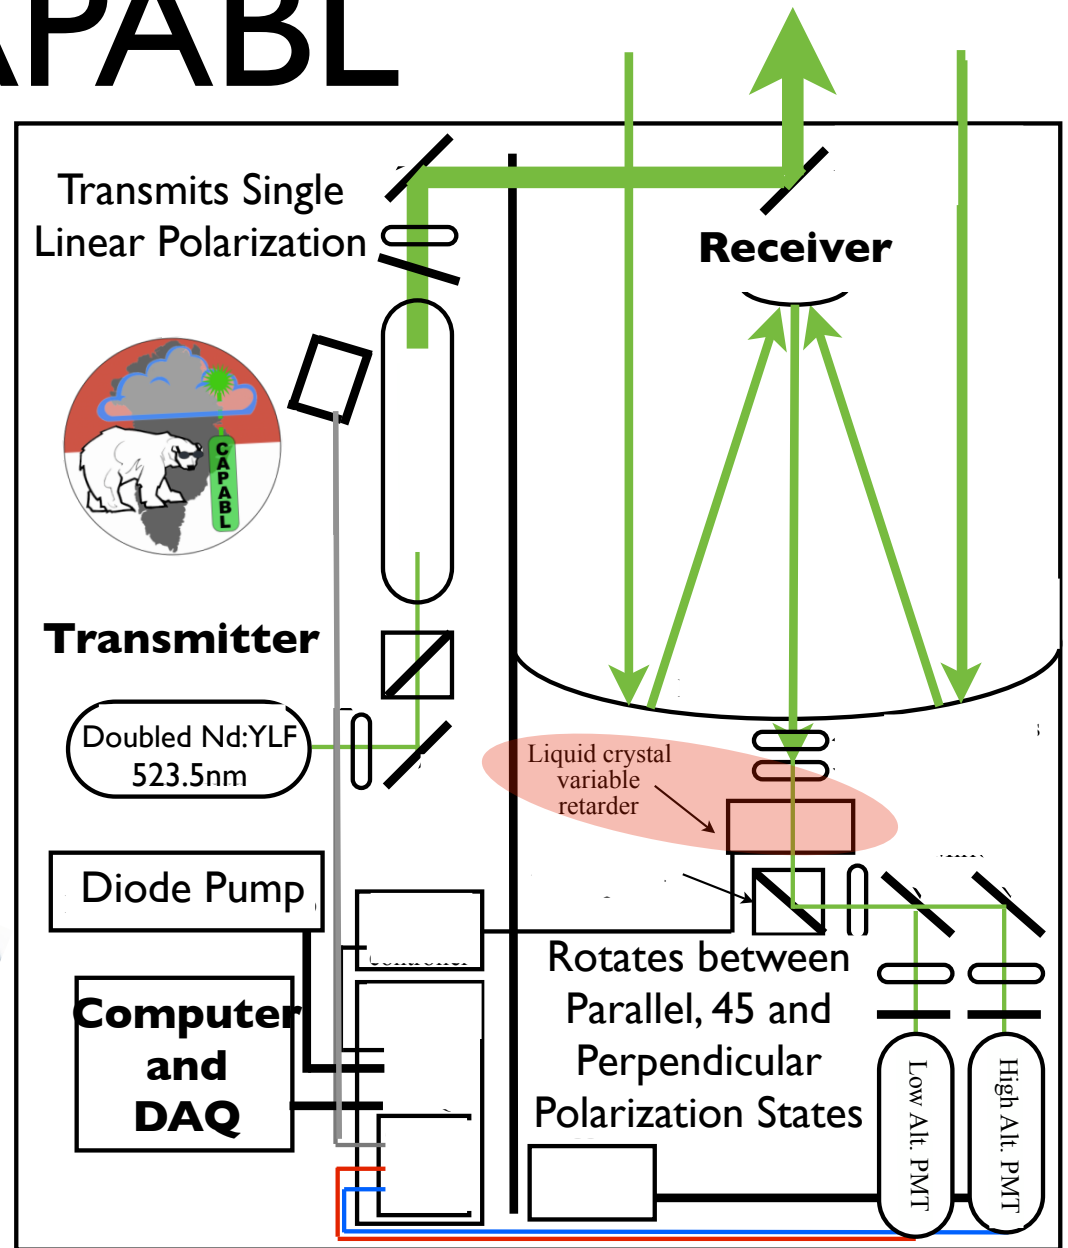 APABL
Transmits Single
Linear Polarization
Receiver
CAPABL
Transmitter
Doubled Nd:YLF
523.5nm
Liquid crystal
variable
retarder
Diode Pump
Computer
and
DAQ
Rotates between
Parallel, 45 and
Perpendicular
Polarization States
Low Alt. PMT
High Alt. PMT